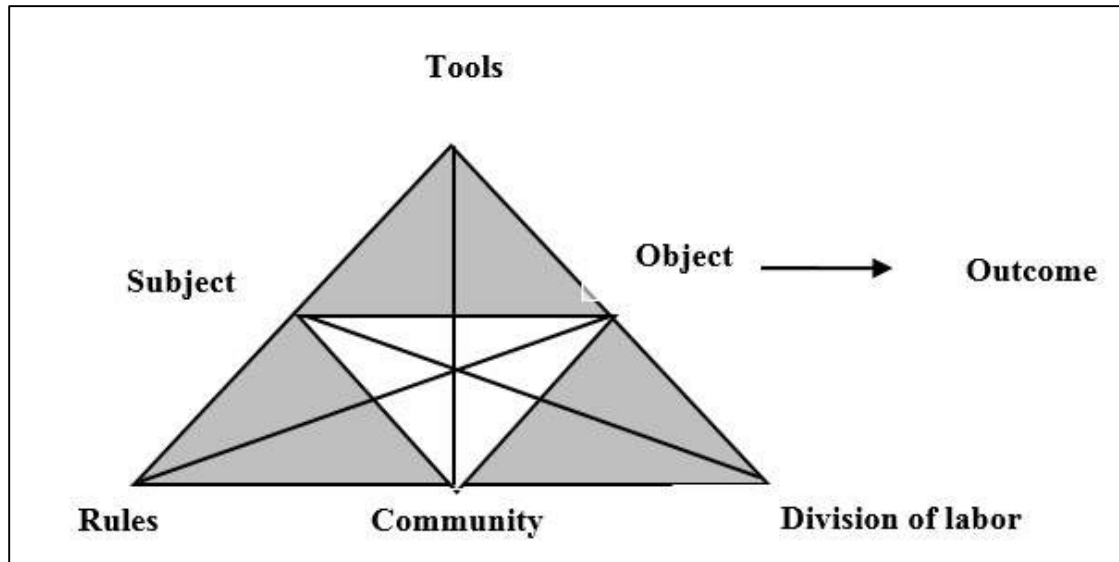 Tools
Subject
Object
Outcome
Rules
Community
Division of labor